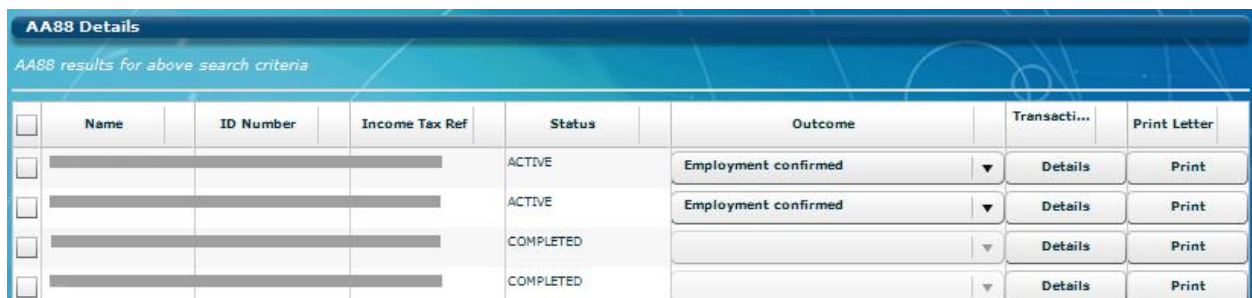 AA88 Details
AA88 results for above search criteria
Name ID Number Income Tax Ref Status Outcome Transacti... Print Letter
ACTIVE Employment confirmed Details Print
ACTIVE Employment confirmed Details Print
COMPLETED Details Print
COMPLETED Details Print